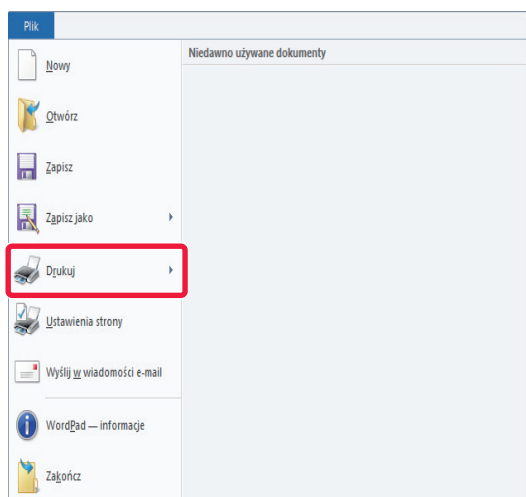 Plik
Niedawno używane dokumenty
Nowy
Otwórz
Zapisz
Zapisz jako
Drukuj
Ustawienia strony
Wyślij w wiadomości e-mail
WordPad — informacje
Zakończ